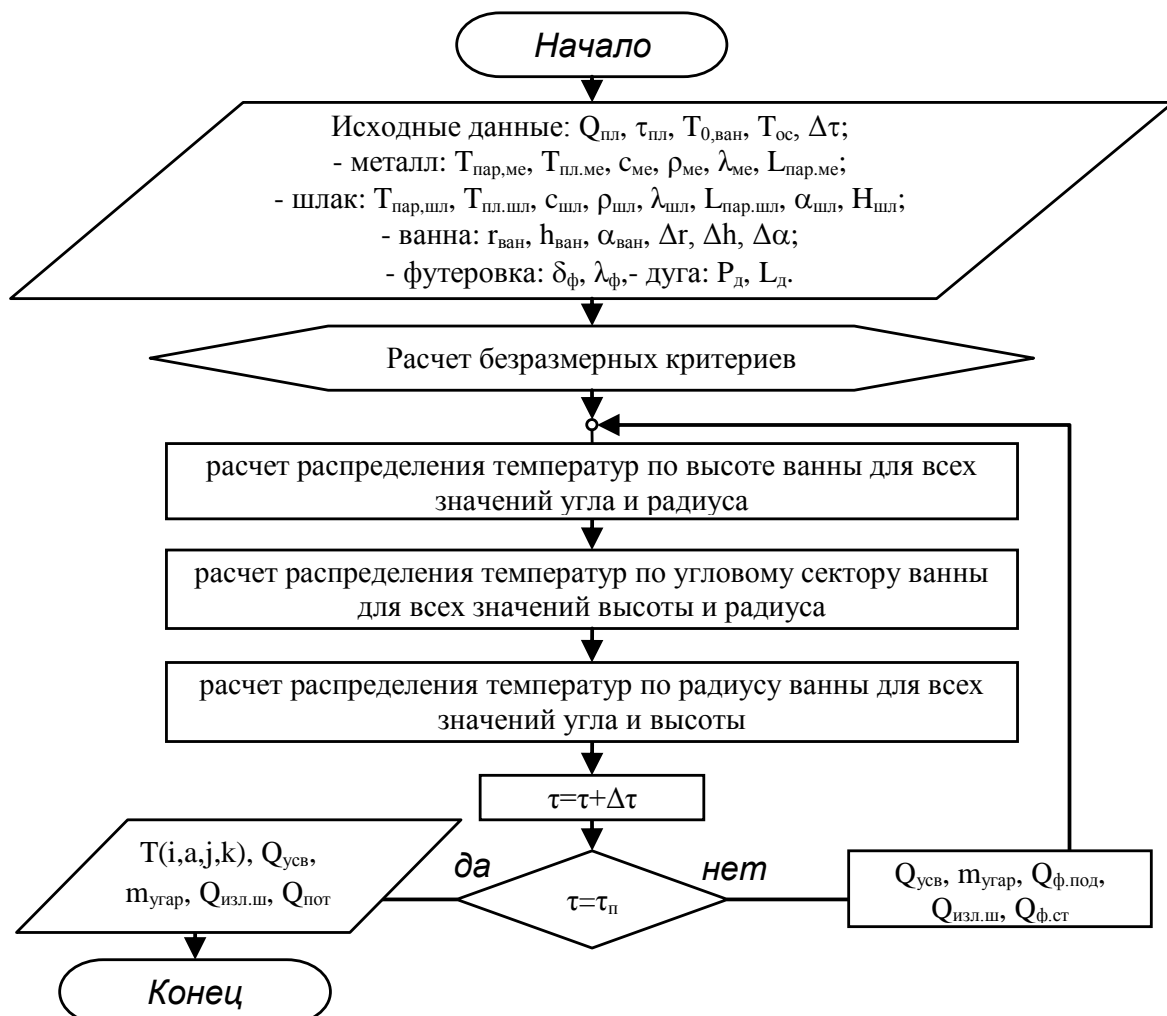 Начало
Исходные данные: Qпл, τпл, T0,ван, Tос, Δτ;
- металл: Tпар,ме, Tпл.ме, cме, ρме, λме, Lпар.ме;
- шлак: Tпар,шл, Tпл.шл, cшл, ρшл, λшл, Lпар.шл, αшл, Hшл;
- ванна: rван, hван, αван, Δr, Δh, Δα;
- футеровка: δф, λф,- дуга: Pд, Lд.
Расчет безразмерных критериев
расчет распределения температур по высоте ванны для всех
значений угла и радиуса
расчет распределения температур по угловому сектору ванны
для всех значений высоты и радиуса
расчет распределения температур по радиусу ванны для всех
значений угла и высоты
τ=τ+Δτ
T(i,a,j,k), Qусв,
mугар, Qизл.ш, Qпот
да
τ=τп
нет
Qусв, mугар, Qф.под,
Qизл.ш, Qф.ст
Конец